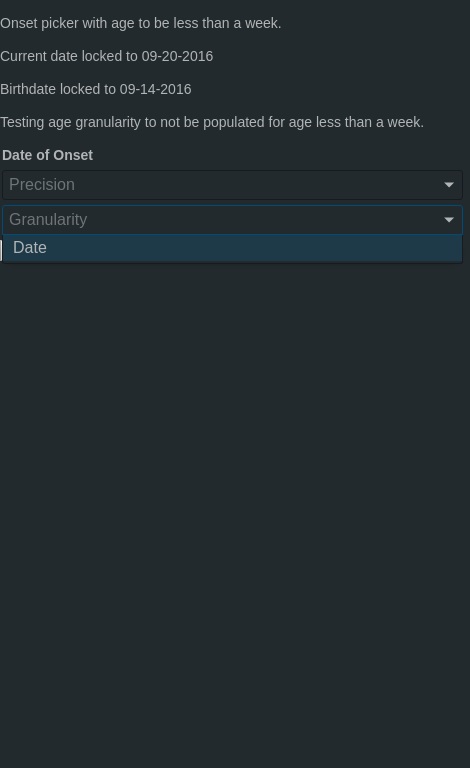 Onset picker with age to be less than a week.
Current date locked to 09-20-2016
Birthdate locked to 09-14-2016
Testing age granularity to not be populated for age less than a week.
Date of Onset
Precision
Granularity
Date